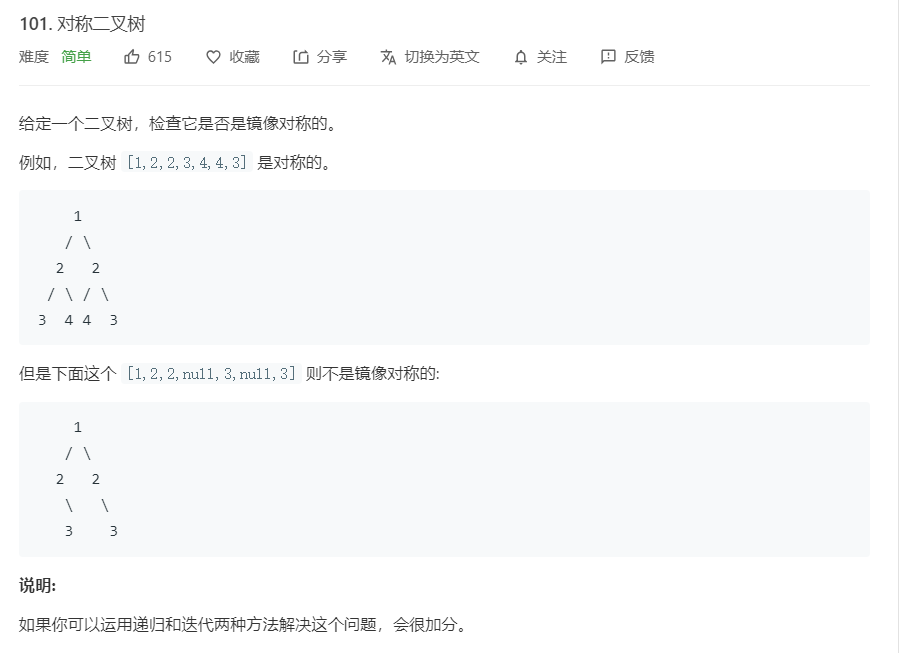 101. 对称二叉树
难度 简单 615 收藏 分享 切换为英文 关注 反馈
给定一个二叉树，检查它是否是镜像对称的。
例如，二叉树 [1,2,2,3,4,4,3] 是对称的。
1
/ \
2 2
/ \ / \
3 4 4 3
但是下面这个 [1,2,2,null,3,null,3] 则不是镜像对称的:
1
/ \
2 2
\ \
3 3
说明:
如果你可以运用递归和迭代两种方法解决这个问题，会很加分。